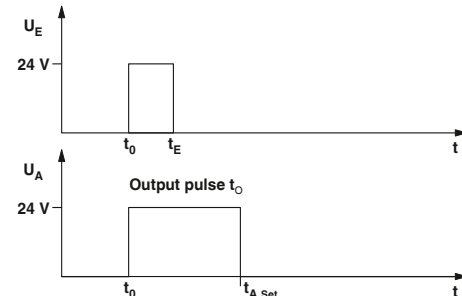 U_E
24 V
t_0 t_E t
U_A
Output pulse t_O
24 V
t_0 t_A Set t